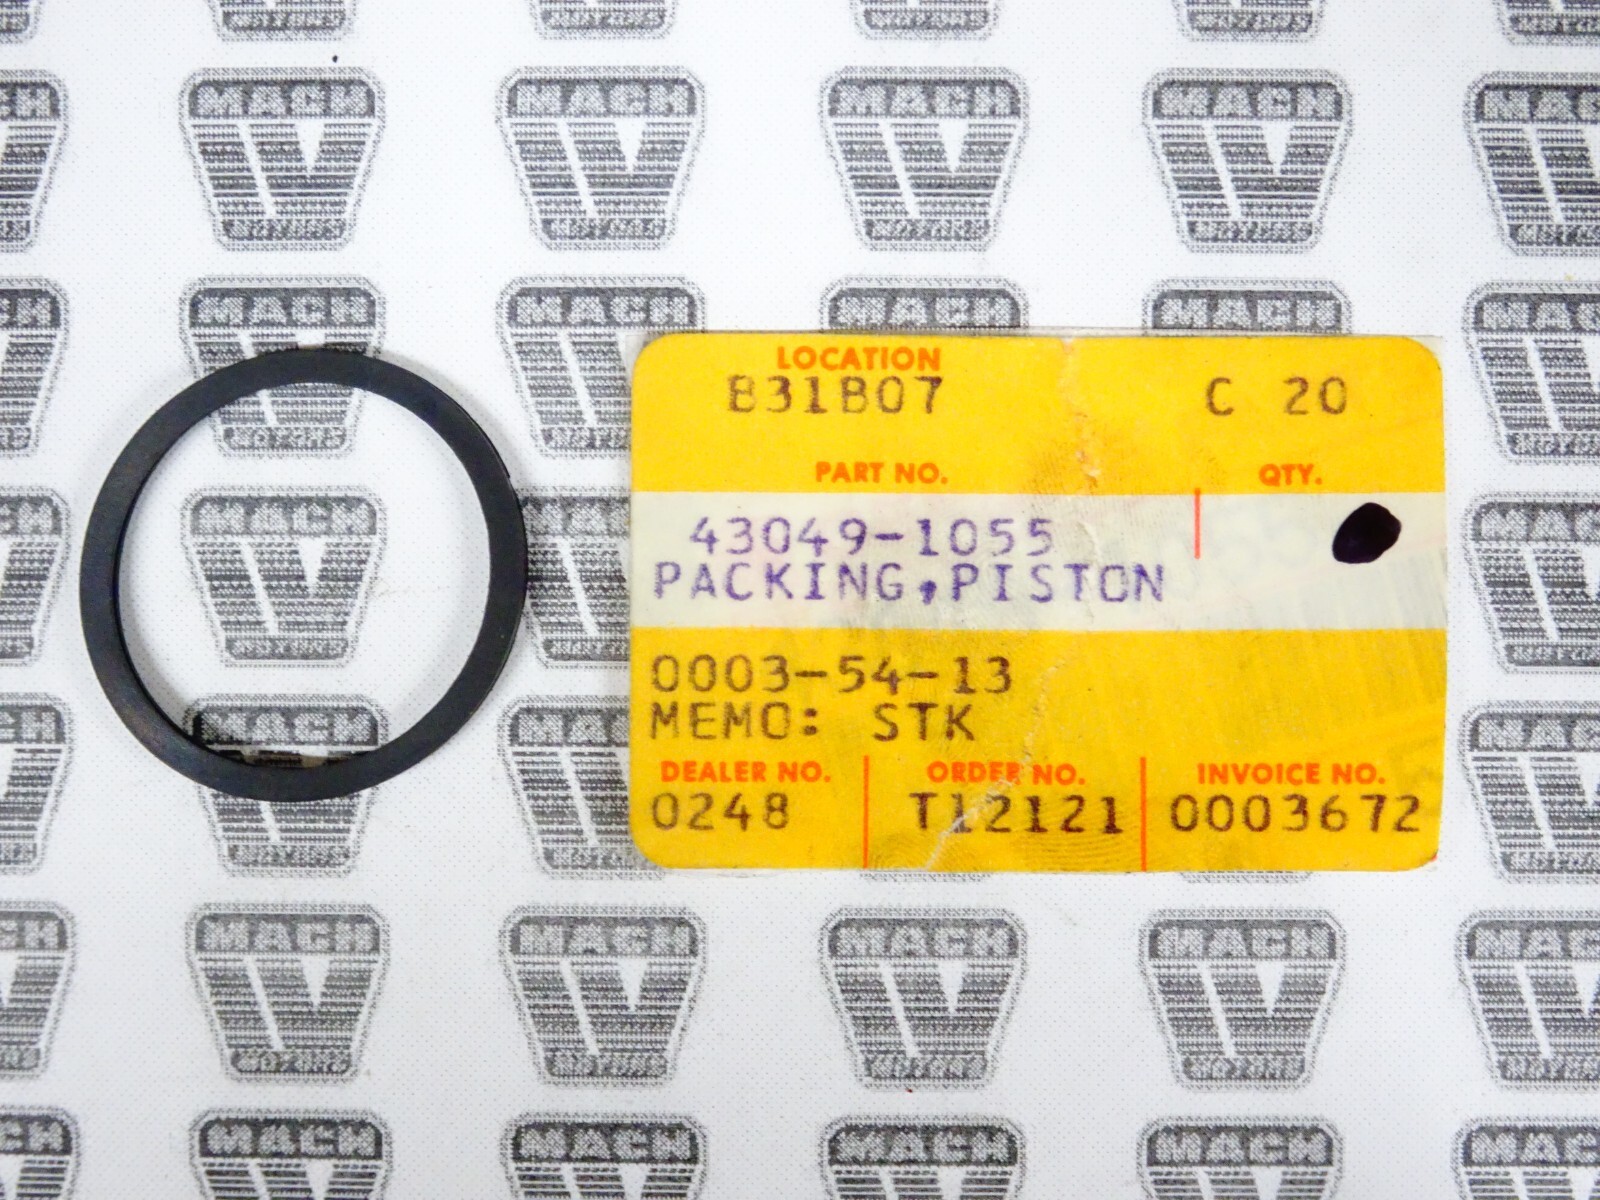 LOCATION
B31B07 C 20
PART NO. QTY.
43049-1055
PACKING,PISTON
0003-54-13
MEMO: STK
DEALER NO. ORDER NO. INVOICE NO.
0248 T12121 0003672
MACH
IV
MOTORS